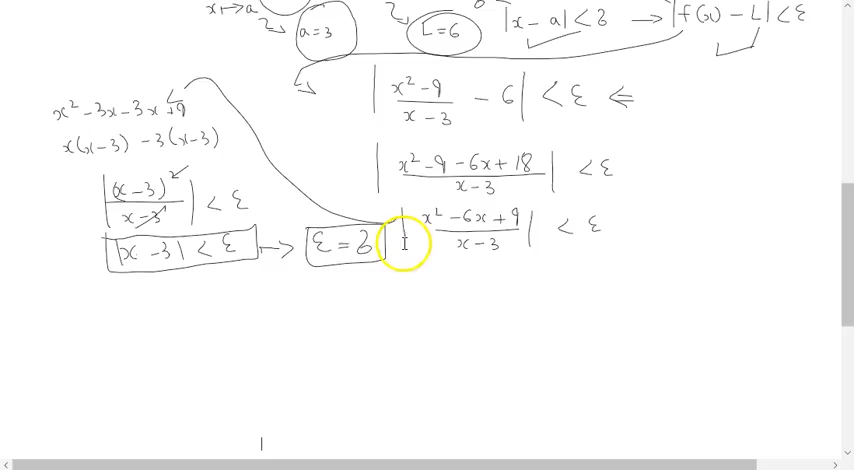 x→a
a=3
L=6
|x - a| < δ → |f(x) - L| < ε
| x² - 9 / x - 3 - 6 | < ε ⇐
x² - 3x - 3x + 9
x(x-3) - 3(x-3)
| x² - 9 - 6x + 18 / x - 3 | < ε
| (x-3)² / x-3 | < ε
| x² - 6x + 9 / x - 3 | < ε
|x - 3| < ε → ε = δ